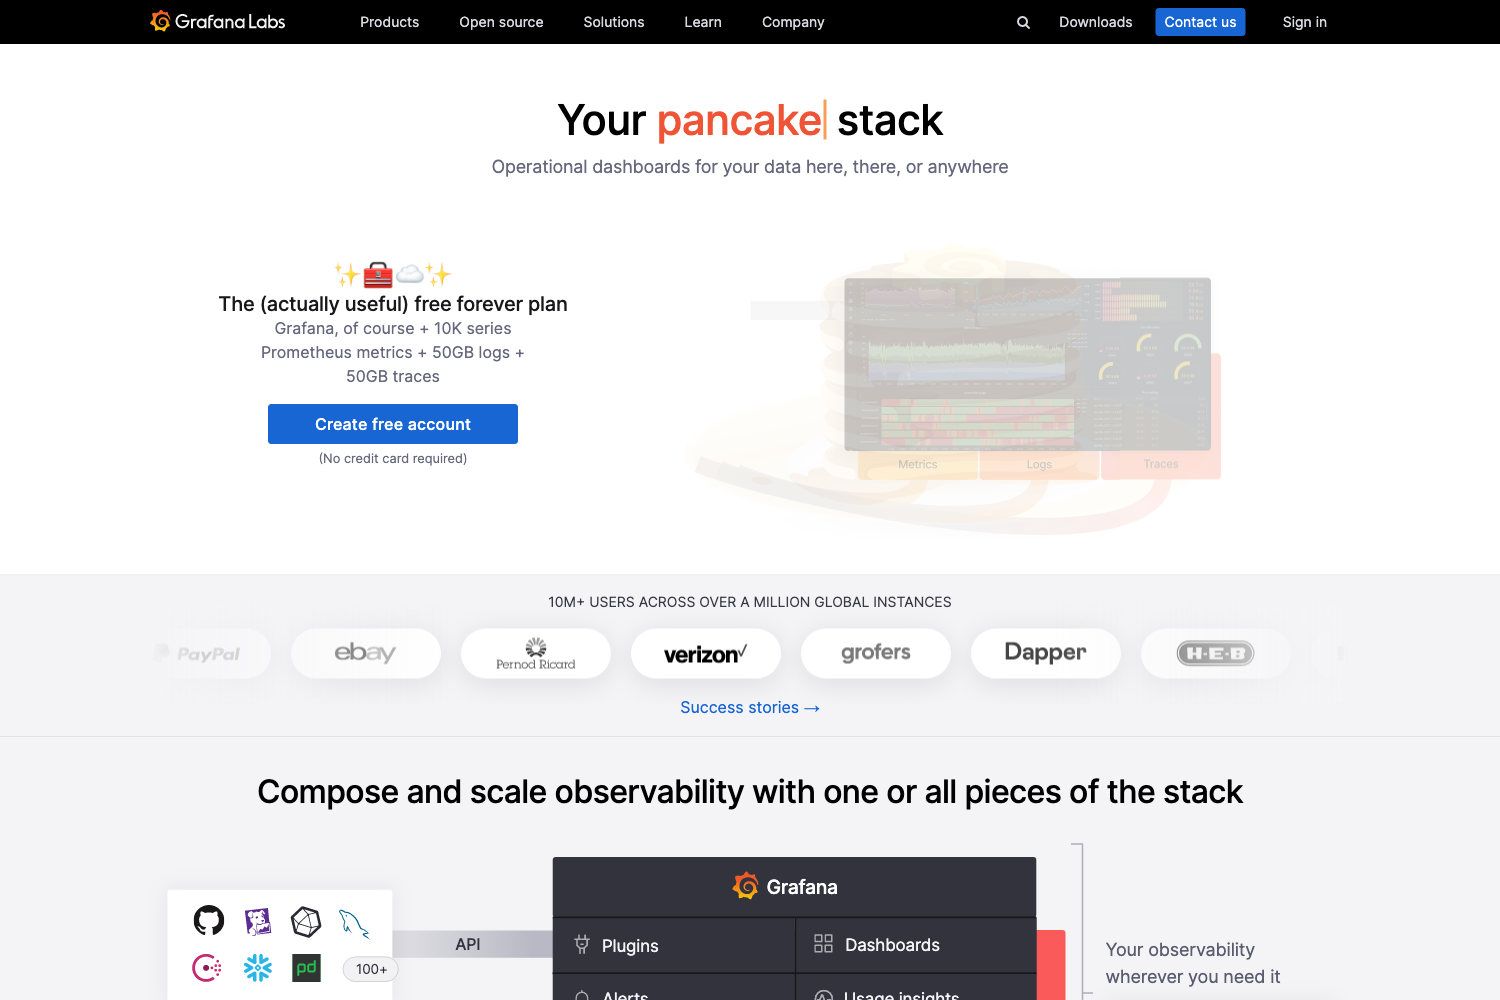 Grafana Labs
Products
Open source
Solutions
Learn
Company
Downloads
Contact us
Sign in
Your pancake stack
Operational dashboards for your data here, there, or anywhere
The (actually useful) free forever plan
Grafana, of course + 10K series
Prometheus metrics + 50GB logs +
50GB traces
Create free account
(No credit card required)
Metrics
Logs
Traces
10M+ USERS ACROSS OVER A MILLION GLOBAL INSTANCES
PayPal
ebay
Pernod Ricard
verizon✓
grofers
Dapper
H-E-B
Success stories →
Compose and scale observability with one or all pieces of the stack
Grafana
API
Plugins
Dashboards
pd
100+
Alerts
Usage insights
Your observability
wherever you need it